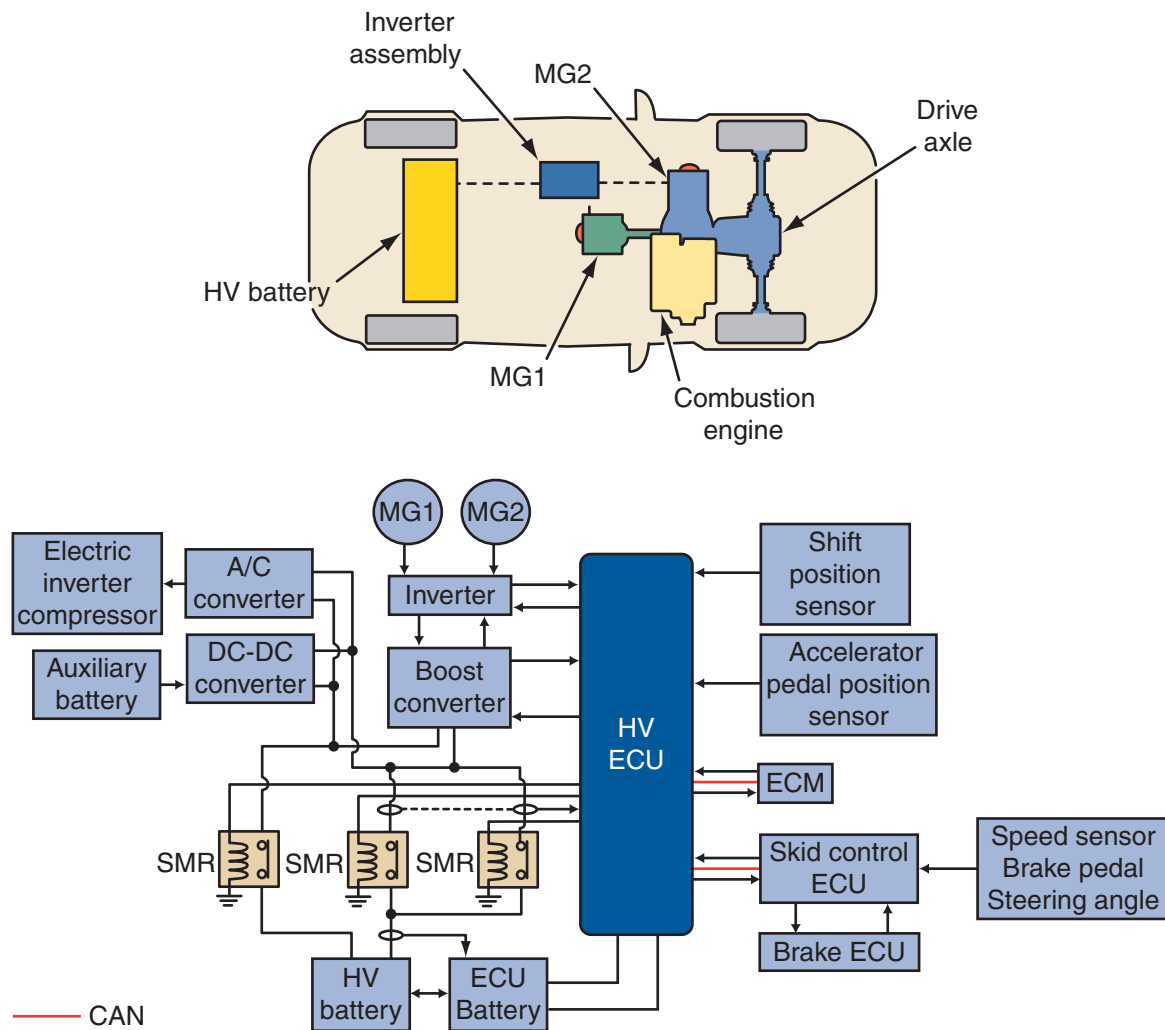 Inverter
assembly
MG2
Drive
axle
HV battery
MG1
Combustion
engine
MG1
MG2
Electric
inverter
compressor
A/C
converter
Inverter
Shift
position
sensor
Auxiliary
battery
DC-DC
converter
Boost
converter
Accelerator
pedal position
sensor
HV
ECU
ECM
SMR
SMR
SMR
Skid control
ECU
Speed sensor
Brake pedal
Steering angle
Brake ECU
HV
battery
ECU
Battery
CAN